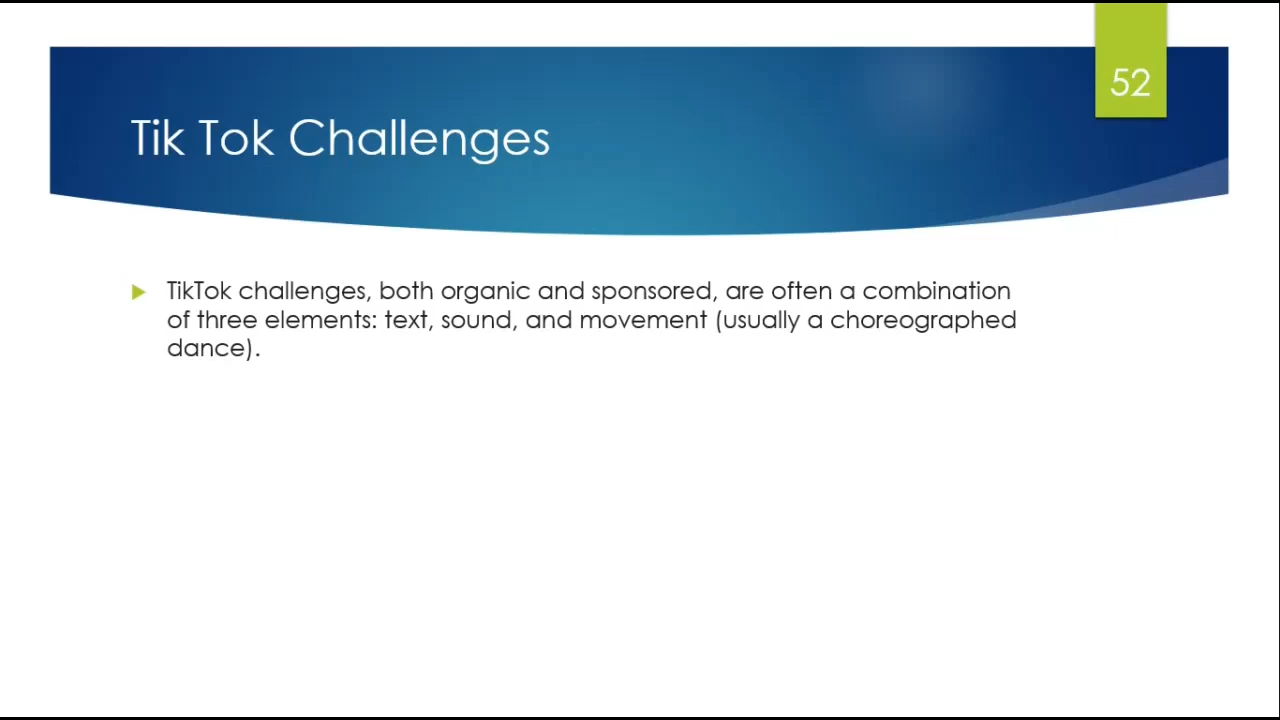 52
Tik Tok Challenges
TikTok challenges, both organic and sponsored, are often a combination
of three elements: text, sound, and movement (usually a choreographed
dance).